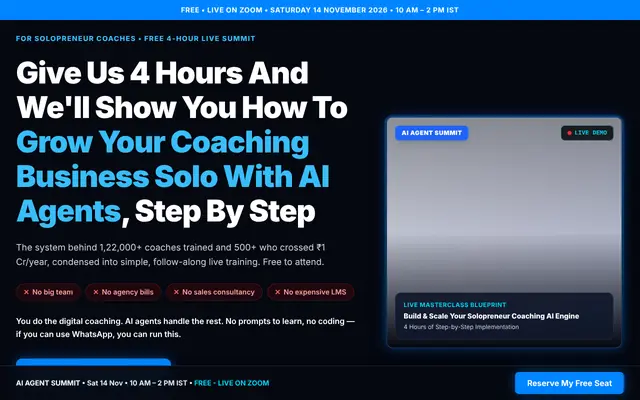 FREE • LIVE ON ZOOM • SATURDAY 14 NOVEMBER 2026 • 10 AM – 2 PM IST
FOR SOLOPRENEUR COACHES • FREE 4-HOUR LIVE SUMMIT
Give Us 4 Hours And
We'll Show You How To
Grow Your Coaching
Business Solo With AI
Agents, Step By Step
The system behind 1,22,000+ coaches trained and 500+ who crossed ₹1
Cr/year, condensed into simple, follow-along live training. Free to attend.
✕ No big team
✕ No agency bills
✕ No sales consultancy
✕ No expensive LMS
You do the digital coaching. AI agents handle the rest. No prompts to learn, no coding —
if you can use WhatsApp, you can run this.
AI AGENT SUMMIT
LIVE DEMO
LIVE MASTERCLASS BLUEPRINT
Build & Scale Your Solopreneur Coaching AI Engine
4 Hours of Step-by-Step Implementation
AI AGENT SUMMIT • Sat 14 Nov • 10 AM – 2 PM IST • FREE - LIVE ON ZOOM
Reserve My Free Seat